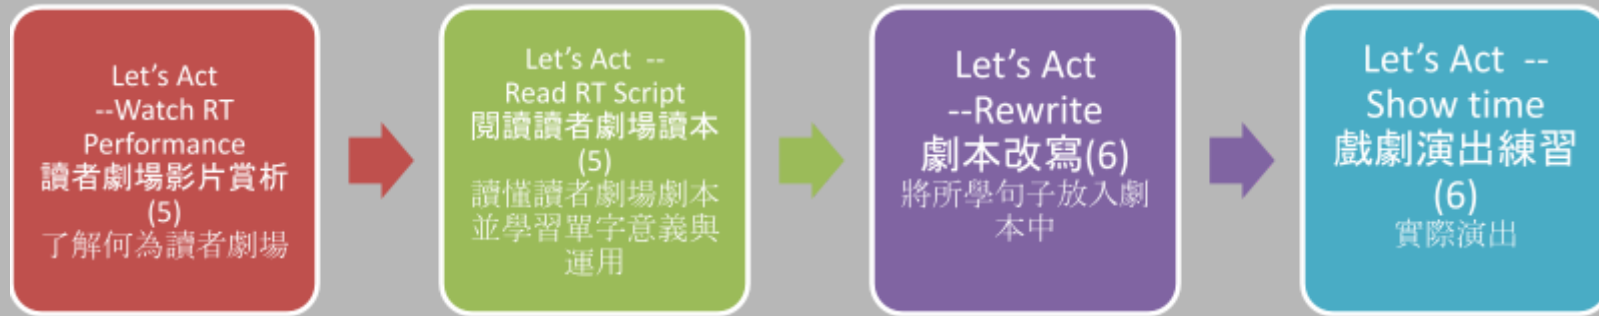 Let's Act
--Watch RT
Performance
讀者劇場影片賞析
(5)
了解何為讀者劇場
Let's Act --
Read RT Script
閱讀讀者劇場讀本
(5)
讀懂讀者劇場劇本
並學習單字意義與
運用
Let's Act
--Rewrite
劇本改寫(6)
將所學句子放入劇
本中
Let's Act --
Show time
戲劇演出練習
(6)
實際演出